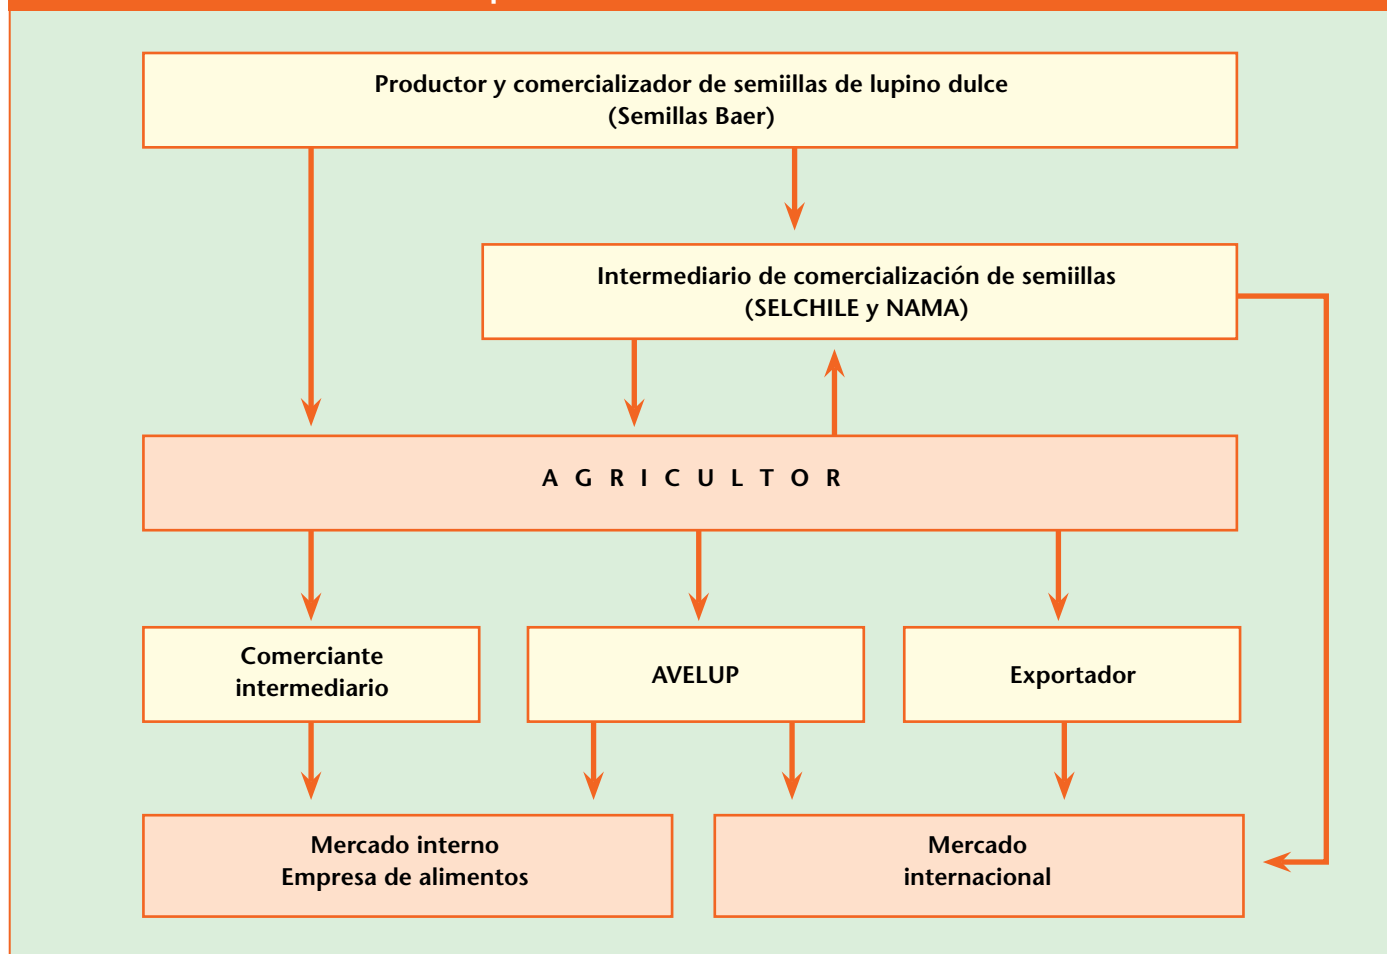 Productor y comercializador de semiillas de lupino dulce
(Semillas Baer)
Intermediario de comercialización de semiillas
(SELCHILE y NAMA)
A G R I C U L T O R
Comerciante
intermediario
AVELUP
Exportador
Mercado interno
Empresa de alimentos
Mercado
internacional